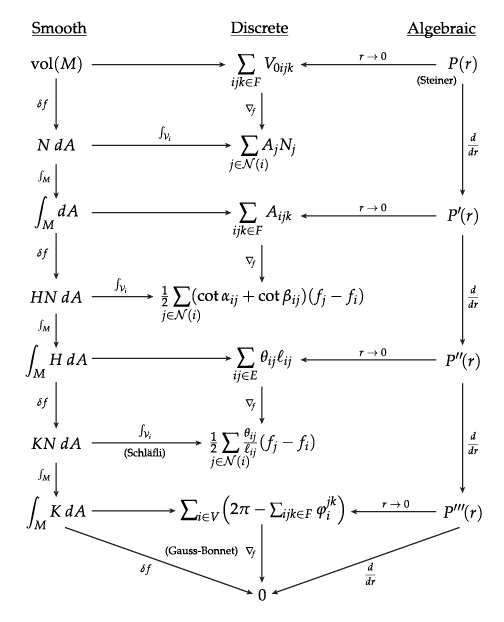 Smooth Discrete Algebraic
vol(M) ∑_{ijk∈F} V_{0ijk} r → 0 P(r)
(Steiner)
δf ∇_f
N dA ∫_{𝒱_i} ∑_{j∈𝒩(i)} A_j N_j d/dr
∫_M
∫_M dA ∑_{ijk∈F} A_{ijk} r → 0 P′(r)
δf ∇_f
HN dA ∫_{𝒱_i} ½ ∑_{j∈𝒩(i)} (cot α_{ij} + cot β_{ij})(f_j − f_i) d/dr
∫_M
∫_M H dA ∑_{ij∈E} θ_{ij}ℓ_{ij} r → 0 P″(r)
δf ∇_f
KN dA ∫_{𝒱_i} ½ ∑_{j∈𝒩(i)} θ_{ij}/ℓ_{ij} (f_j − f_i) d/dr
(Schläfli)
∫_M
∫_M K dA ∑_{i∈V} (2π − ∑_{ijk∈F} φ_i^{jk}) r → 0 P‴(r)
(Gauss-Bonnet) ∇_f
δf d/dr
0